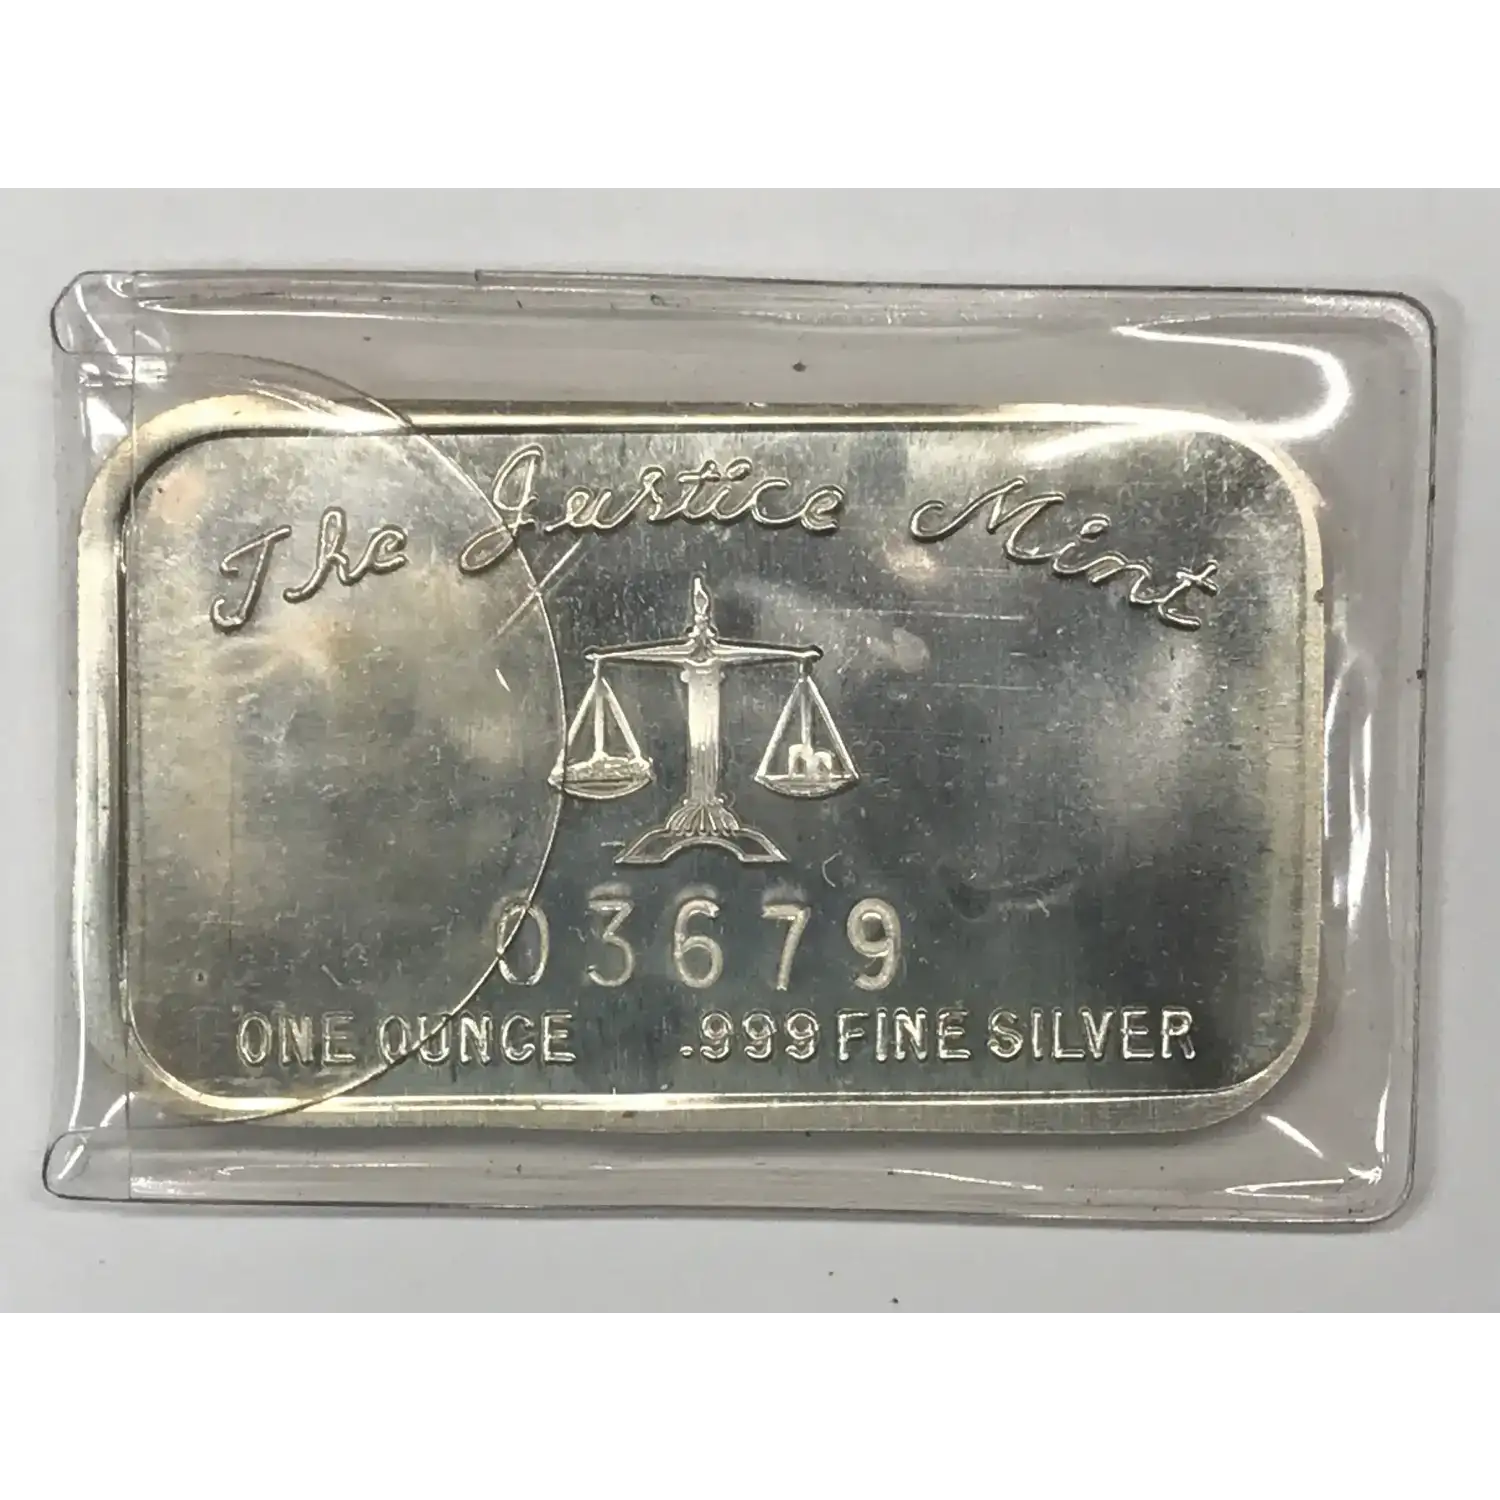 The Justice Mint
03679
ONE OUNCE .999 FINE SILVER